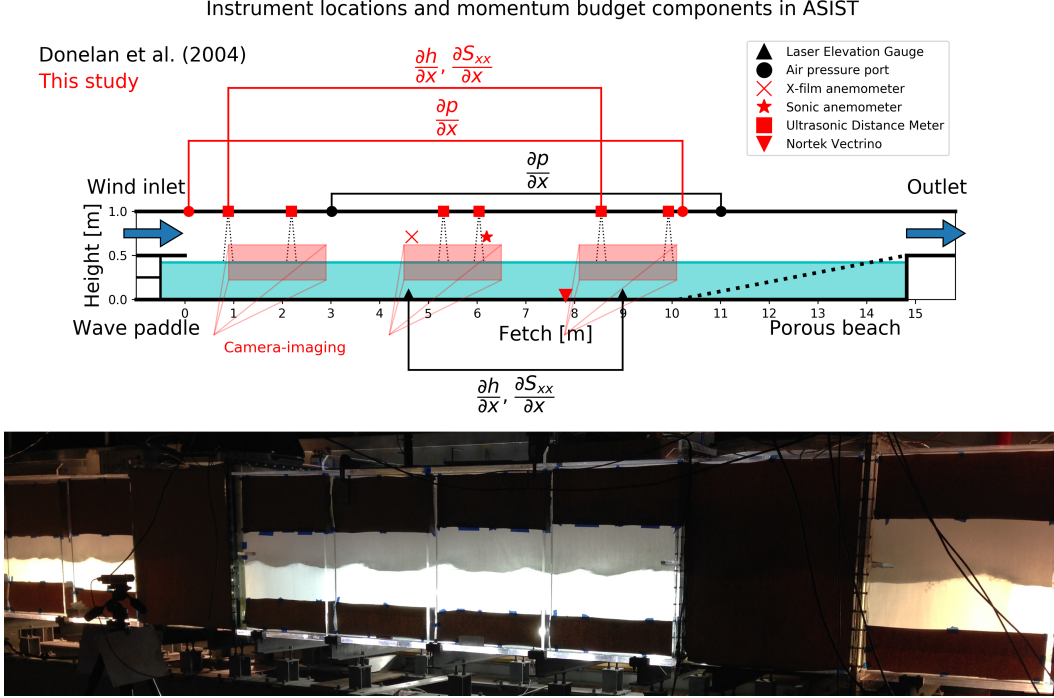 Instrument locations and momentum budget components in ASIST
Donelan et al. (2004)
This study
∂h/∂x, ∂Sxx/∂x
∂p/∂x
∂p/∂x
Laser Elevation Gauge
Air pressure port
X-film anemometer
Sonic anemometer
Ultrasonic Distance Meter
Nortek Vectrino
Wind inlet
Outlet
Height [m]
1.0
0.5
0.0
0 1 2 3 4 5 6 7 8 9 10 11 12 13 14 15
Wave paddle
Fetch [m]
Porous beach
Camera-imaging
∂h/∂x, ∂Sxx/∂x